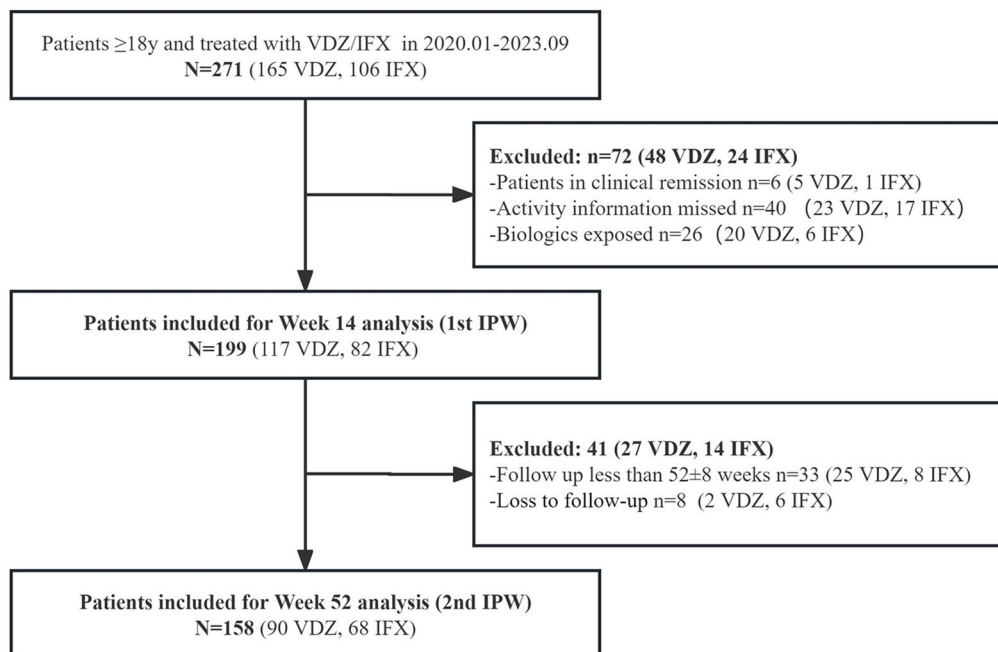 Patients ≥18y and treated with VDZ/IFX in 2020.01-2023.09
N=271 (165 VDZ, 106 IFX)
Excluded: n=72 (48 VDZ, 24 IFX)
-Patients in clinical remission n=6 (5 VDZ, 1 IFX)
-Activity information missed n=40 (23 VDZ, 17 IFX)
-Biologics exposed n=26 (20 VDZ, 6 IFX)
Patients included for Week 14 analysis (1st IPW)
N=199 (117 VDZ, 82 IFX)
Excluded: 41 (27 VDZ, 14 IFX)
-Follow up less than 52±8 weeks n=33 (25 VDZ, 8 IFX)
-Loss to follow-up n=8 (2 VDZ, 6 IFX)
Patients included for Week 52 analysis (2nd IPW)
N=158 (90 VDZ, 68 IFX)